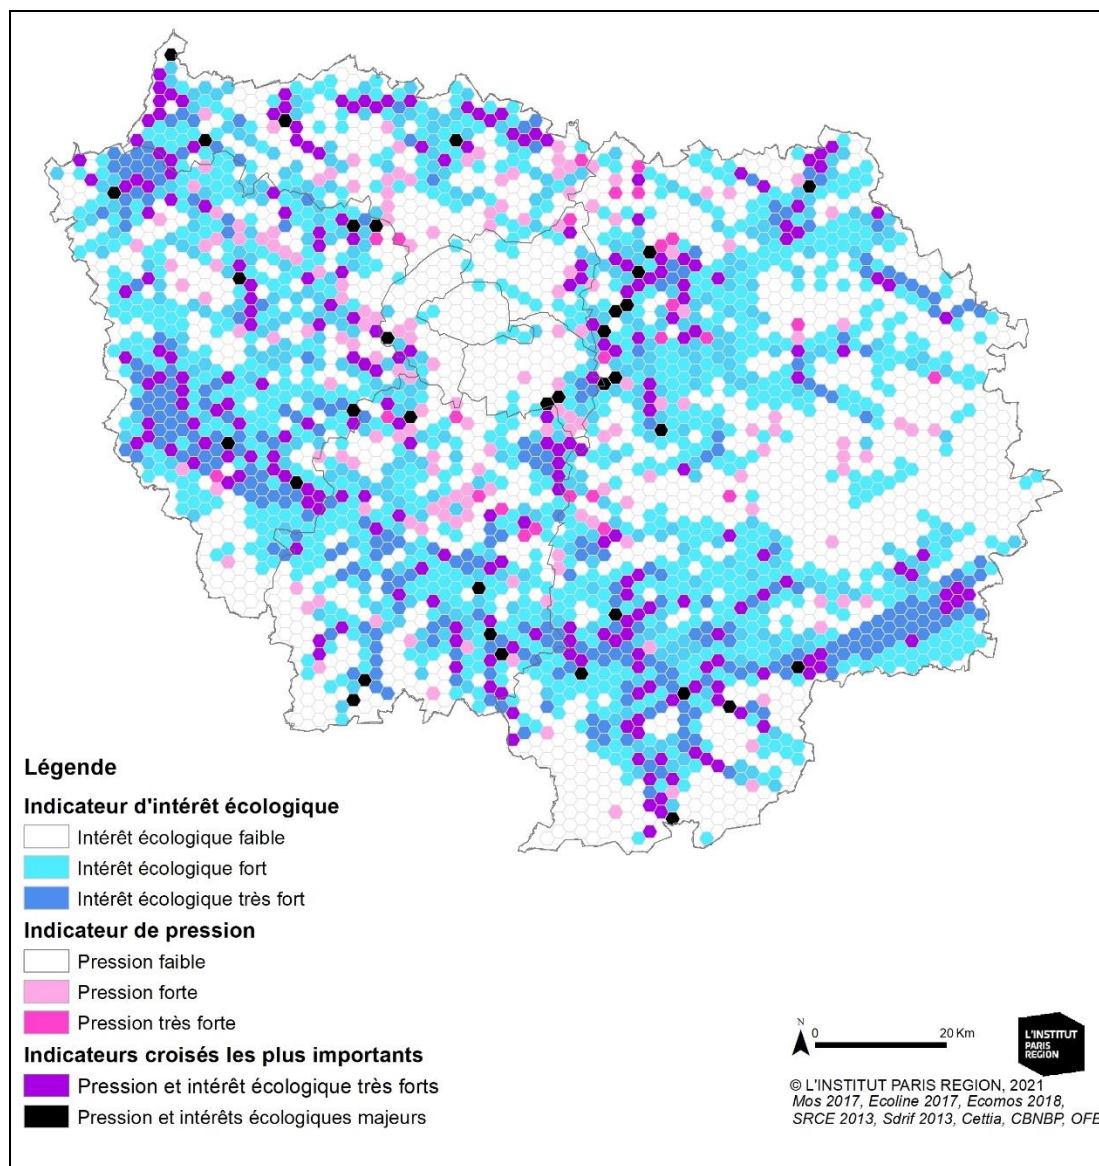 Légende
Indicateur d'intérêt écologique
Intérêt écologique faible
Intérêt écologique fort
Intérêt écologique très fort
Indicateur de pression
Pression faible
Pression forte
Pression très forte
Indicateurs croisés les plus importants
Pression et intérêt écologique très forts
Pression et intérêts écologiques majeurs
N
0 20 Km
L'INSTITUT
PARIS
REGION
© L'INSTITUT PARIS REGION, 2021
Mos 2017, Ecoline 2017, Ecomos 2018,
SRCE 2013, Sdrif 2013, Cettia, CBNBP, OFB